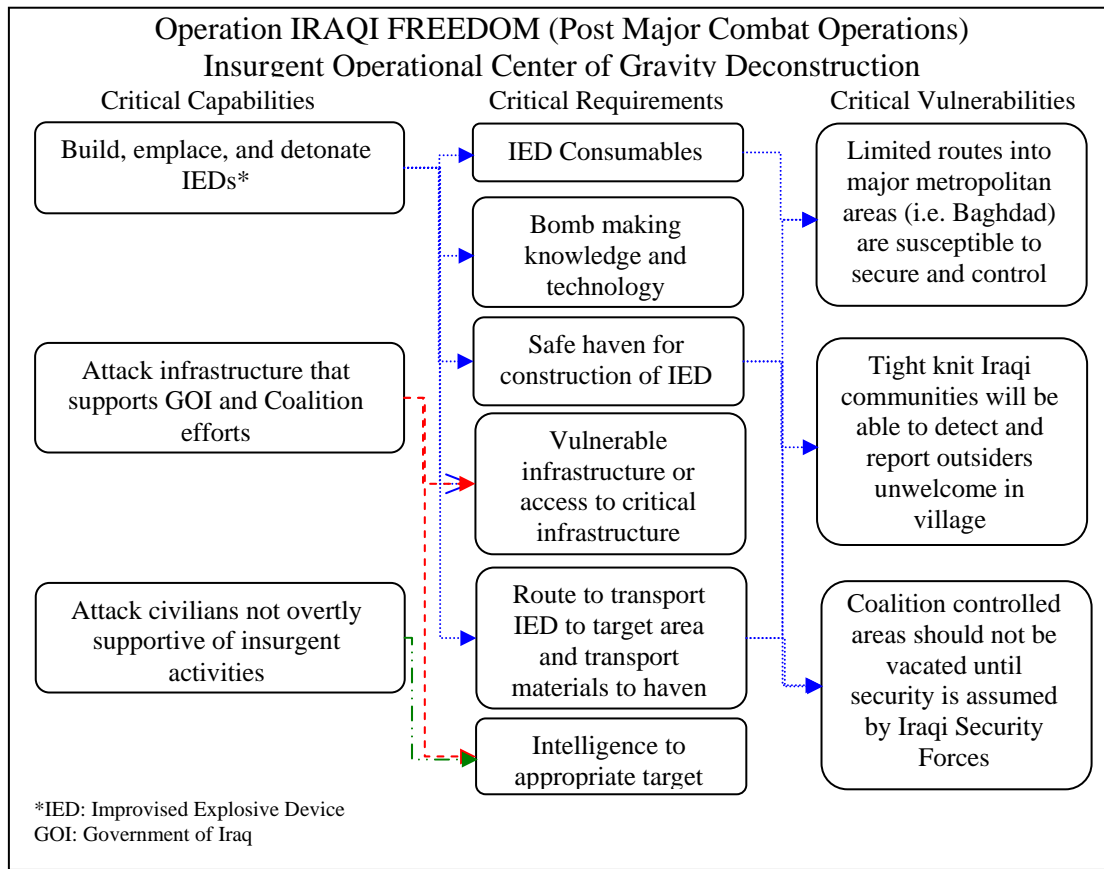 Operation IRAQI FREEDOM (Post Major Combat Operations)
Insurgent Operational Center of Gravity Deconstruction
Critical Capabilities
Critical Requirements
Critical Vulnerabilities
Build, emplace, and detonate
IEDs*
Attack infrastructure that
supports GOI and Coalition
efforts
Attack civilians not overtly
supportive of insurgent
activities
IED Consumables
Bomb making
knowledge and
technology
Safe haven for
construction of IED
Vulnerable
infrastructure or
access to critical
infrastructure
Route to transport
IED to target area
and transport
materials to haven
Intelligence to
appropriate target
Limited routes into
major metropolitan
areas (i.e. Baghdad)
are susceptible to
secure and control
Tight knit Iraqi
communities will be
able to detect and
report outsiders
unwelcome in
village
Coalition controlled
areas should not be
vacated until
security is assumed
by Iraqi Security
Forces
*IED: Improvised Explosive Device
GOI: Government of Iraq